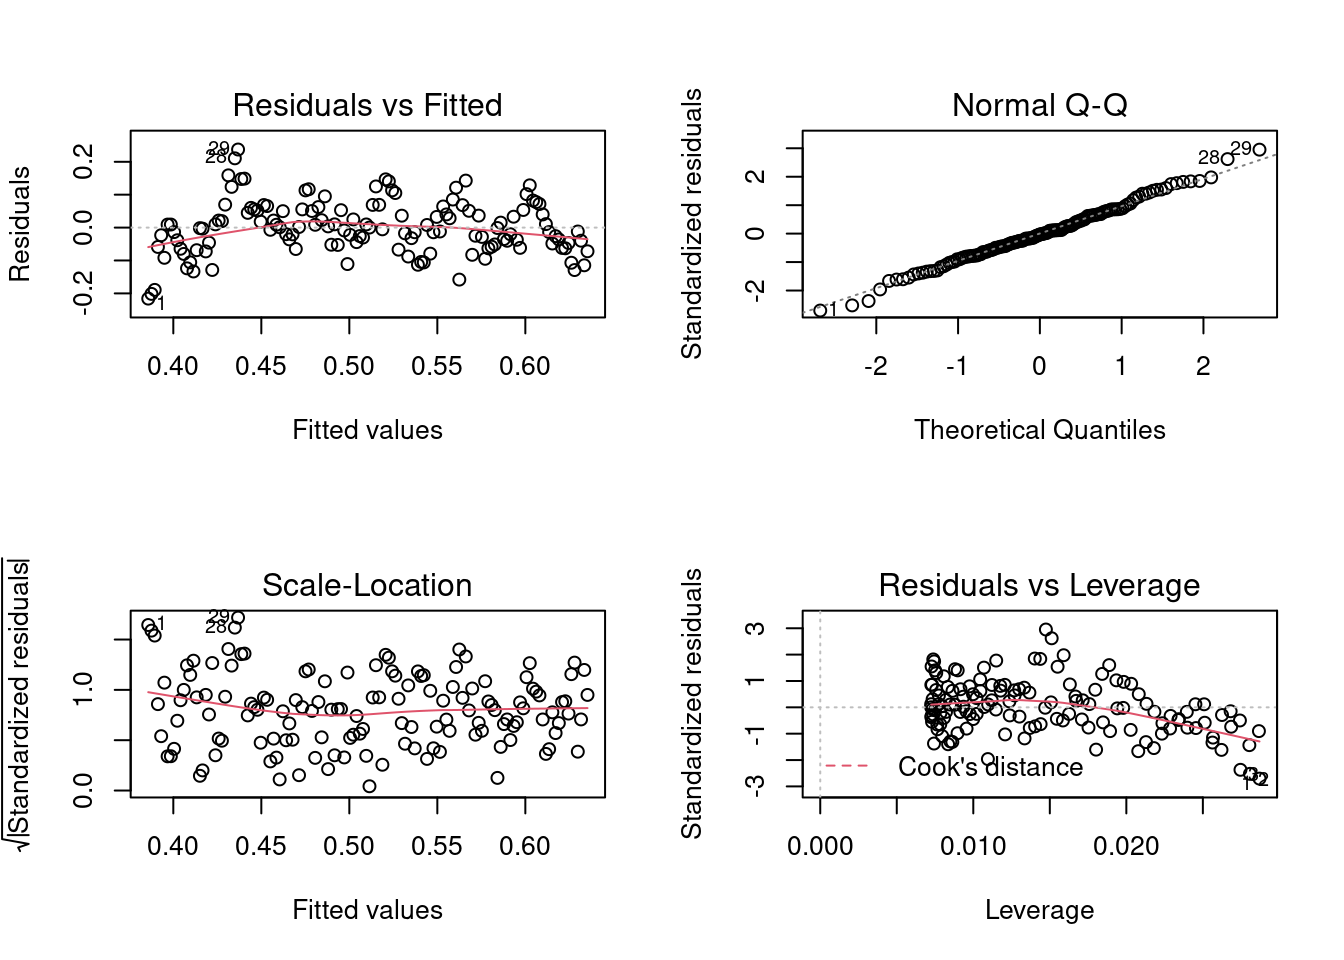 Residuals vs Fitted
Residuals
0.2
0.0
-0.2
29
28
1
0.40 0.45 0.50 0.55 0.60
Fitted values
Normal Q-Q
Standardized residuals
2
0
-2
28 29
1
-2 -1 0 1 2
Theoretical Quantiles
Scale-Location
√|Standardized residuals|
1.0
0.0
29
28
1
0.40 0.45 0.50 0.55 0.60
Fitted values
Residuals vs Leverage
Standardized residuals
3
1
-1
-3
Cook's distance
1 2
0.000 0.010 0.020
Leverage